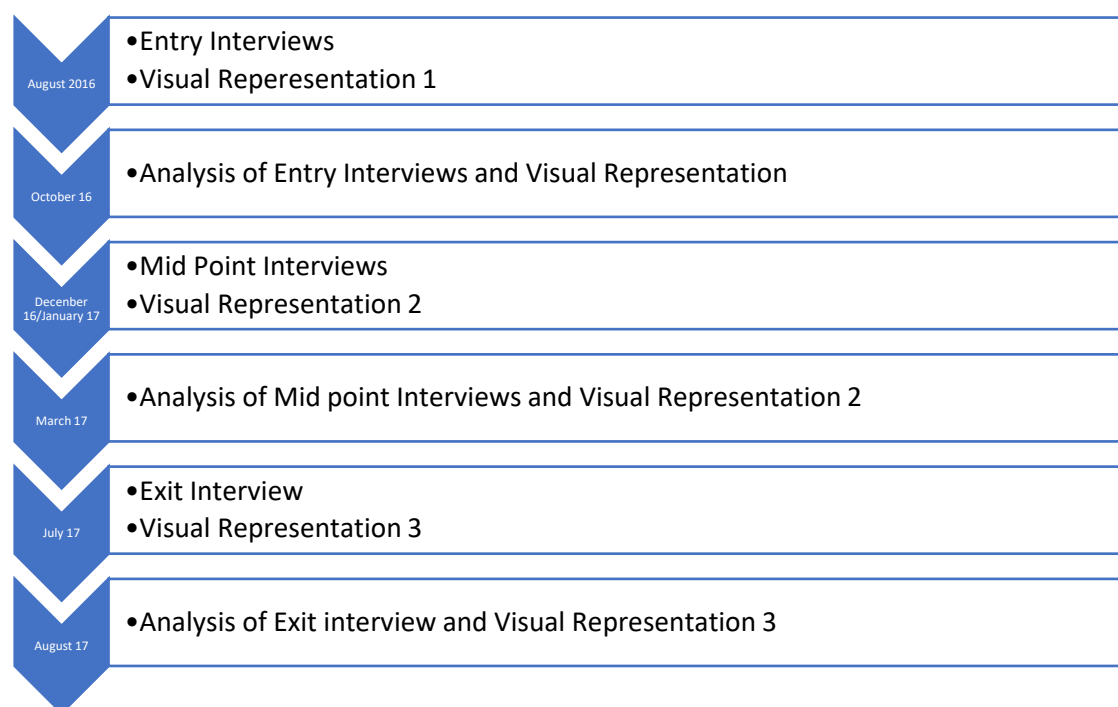 August 2016
•Entry Interviews
•Visual Reperesentation 1
October 16
•Analysis of Entry Interviews and Visual Representation
Decenber
16/January 17
•Mid Point Interviews
•Visual Representation 2
March 17
•Analysis of Mid point Interviews and Visual Representation 2
July 17
•Exit Interview
•Visual Representation 3
August 17
•Analysis of Exit interview and Visual Representation 3